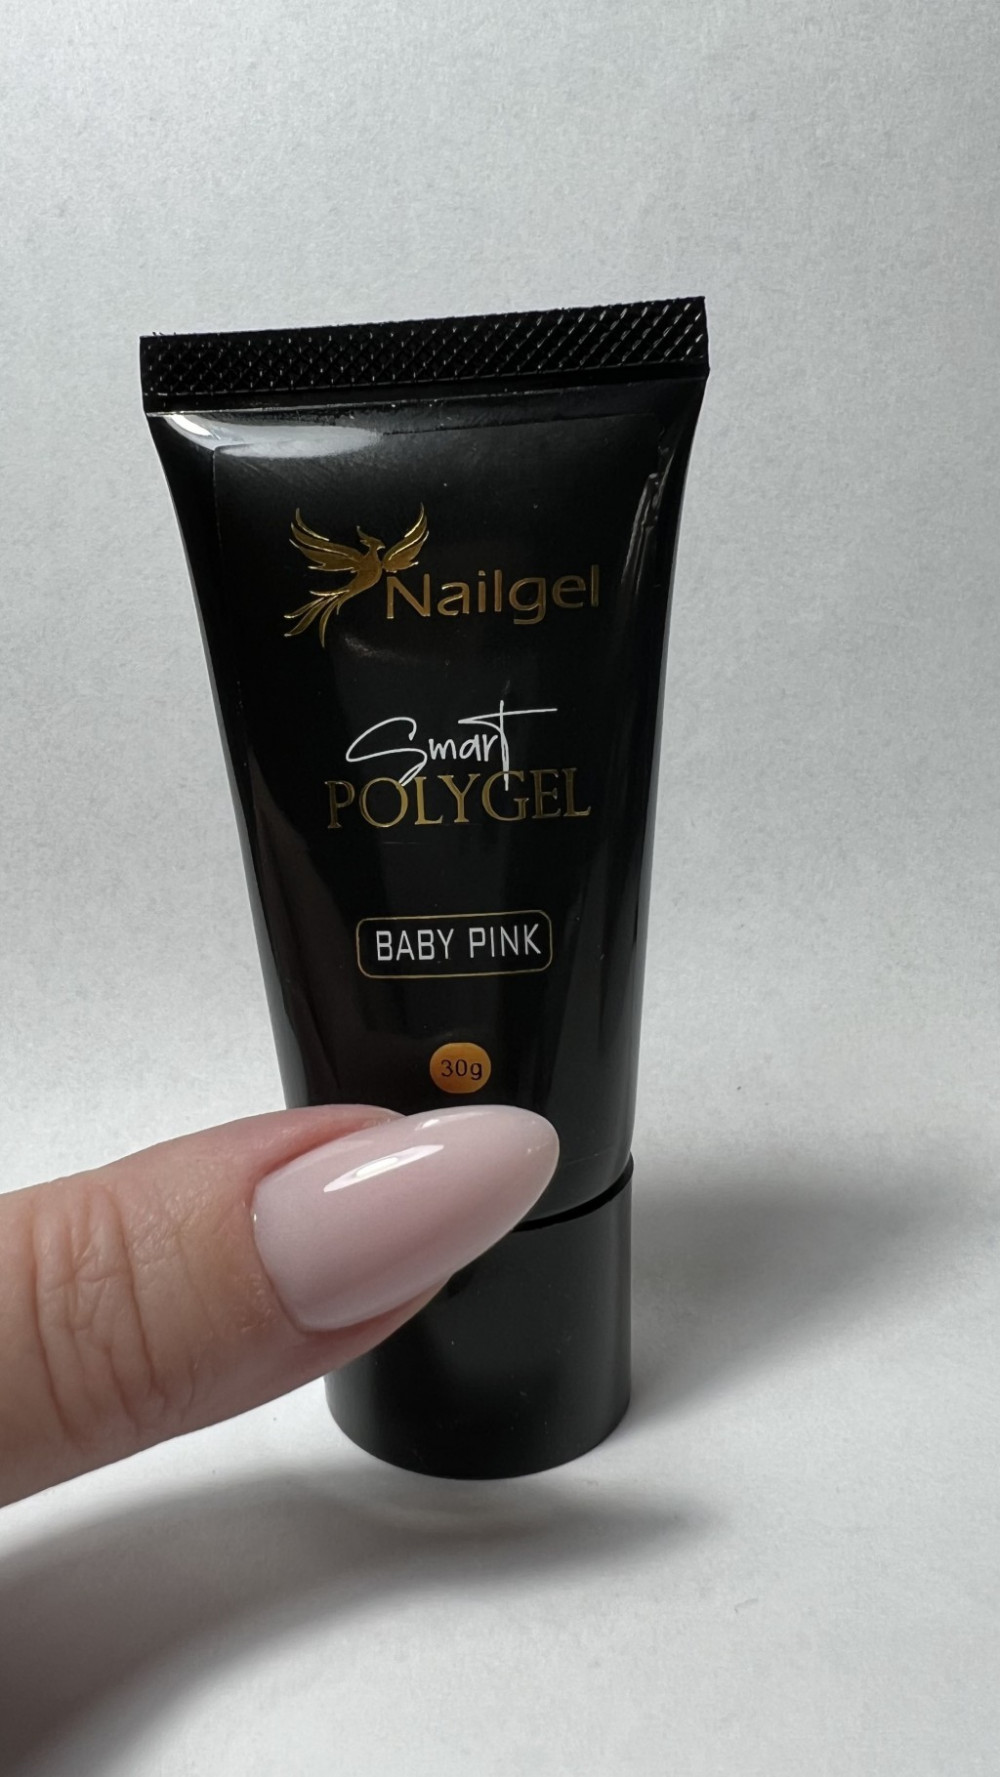 Nailgel
Smart
POLYGEL
BABY PINK
30g